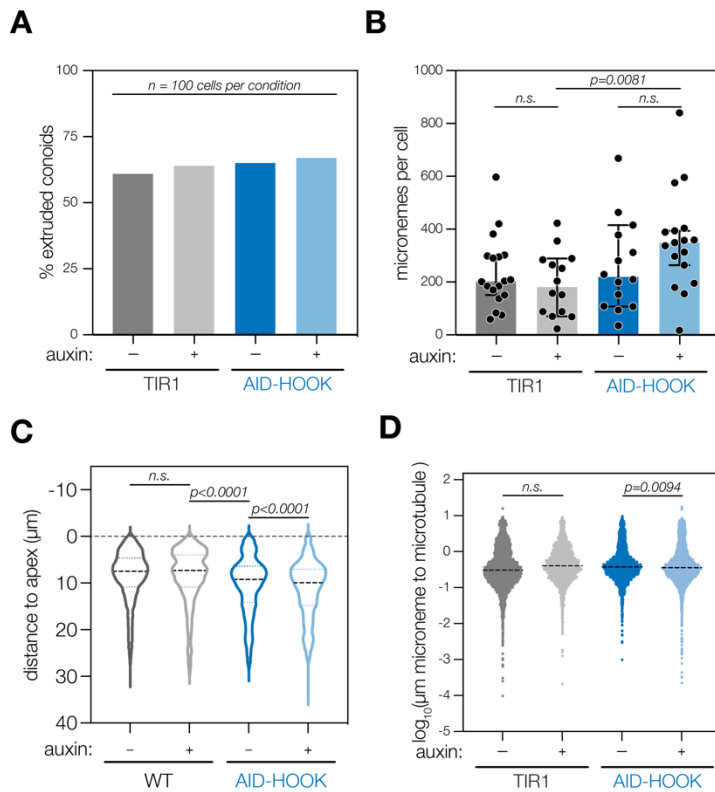 A
% extruded conoids
100
75
50
25
0
n = 100 cells per condition
auxin:
– + – +
TIR1 AID-HOOK
B
micronemes per cell
1000
800
600
400
200
0
p=0.0081
n.s. n.s.
auxin:
– + – +
TIR1 AID-HOOK
C
distance to apex (µm)
-10
0
10
20
30
40
n.s.
p<0.0001
p<0.0001
auxin:
– + – +
WT AID-HOOK
D
log10(µm microneme to microtubule)
2
1
-0
-1
-2
-3
-4
-5
n.s. p=0.0094
auxin:
– + – +
TIR1 AID-HOOK